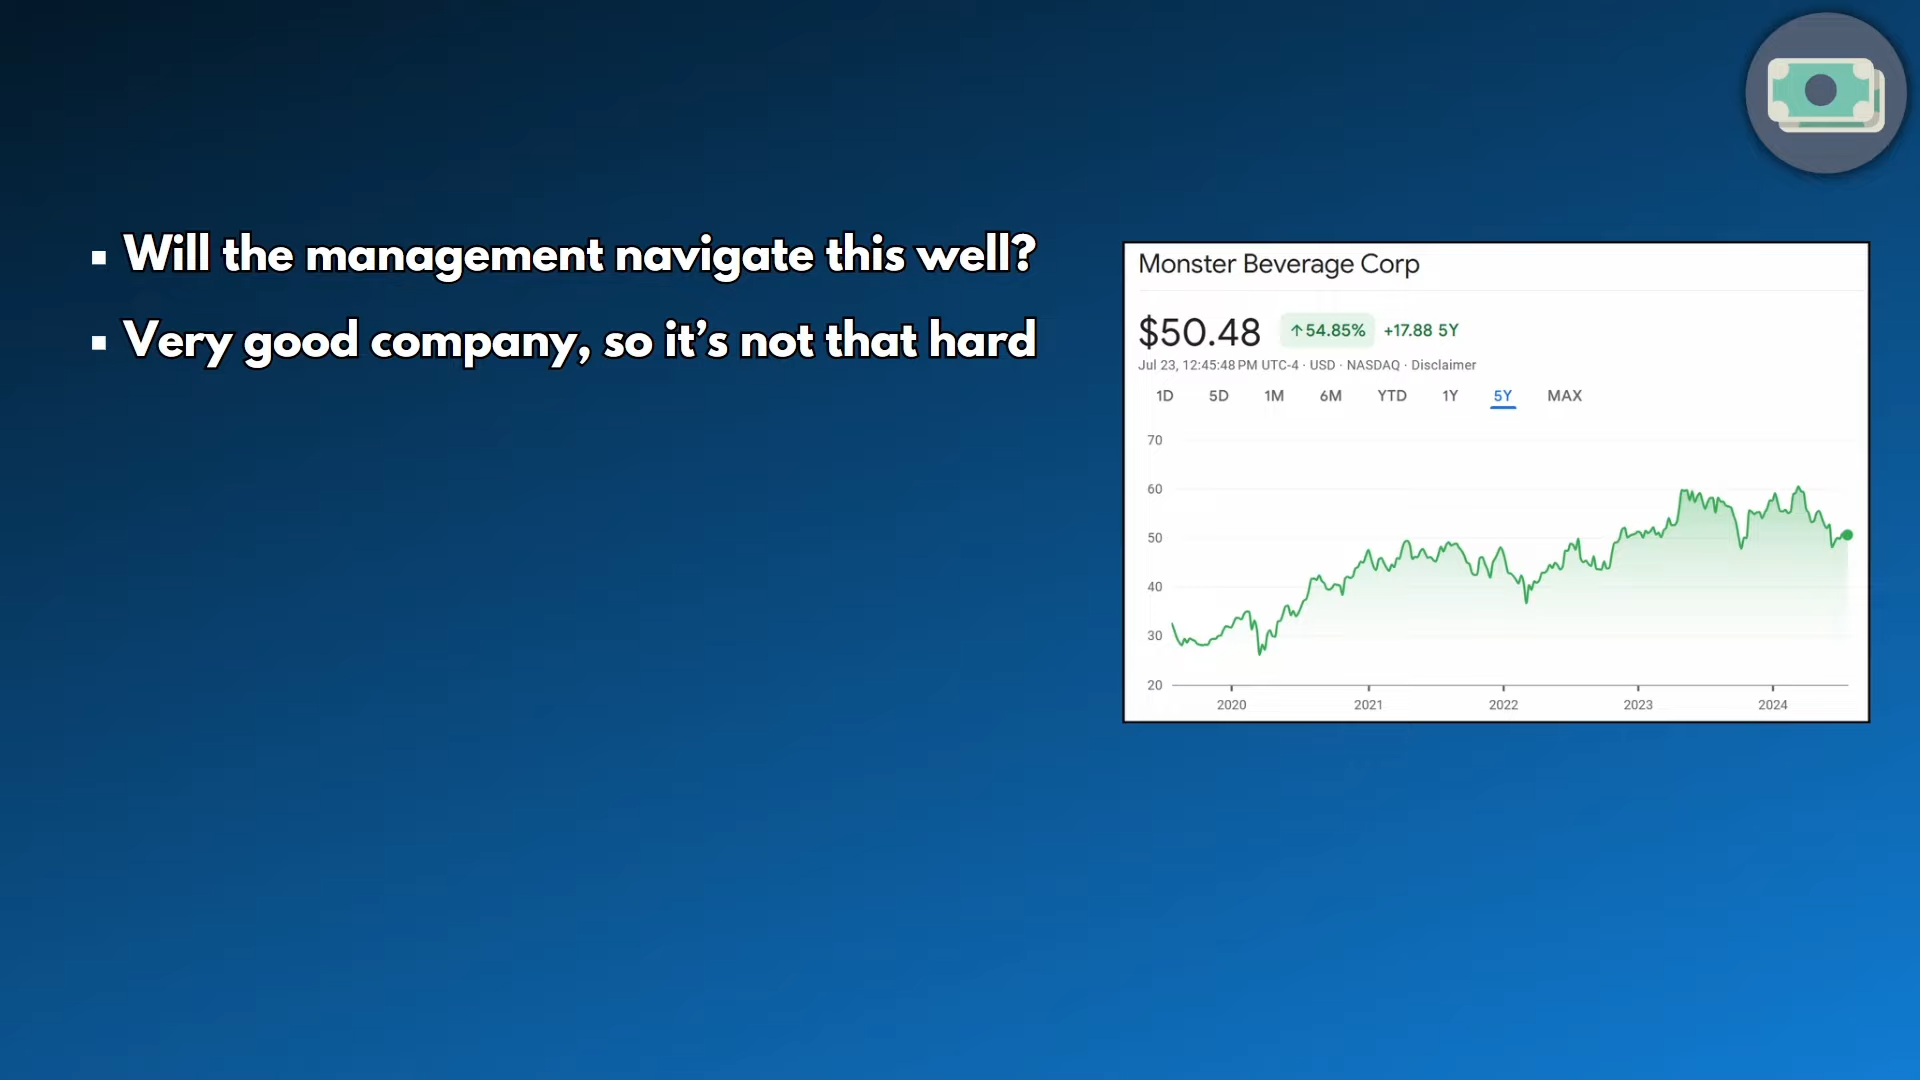 ▪ Will the management navigate this well?
▪ Very good company, so it’s not that hard
Monster Beverage Corp
$50.48 ↑54.85% +17.88 5Y
Jul 23, 12:45:48 PM UTC-4 · USD · NASDAQ · Disclaimer
1D 5D 1M 6M YTD 1Y 5Y MAX
70
60
50
40
30
20
2020 2021 2022 2023 2024